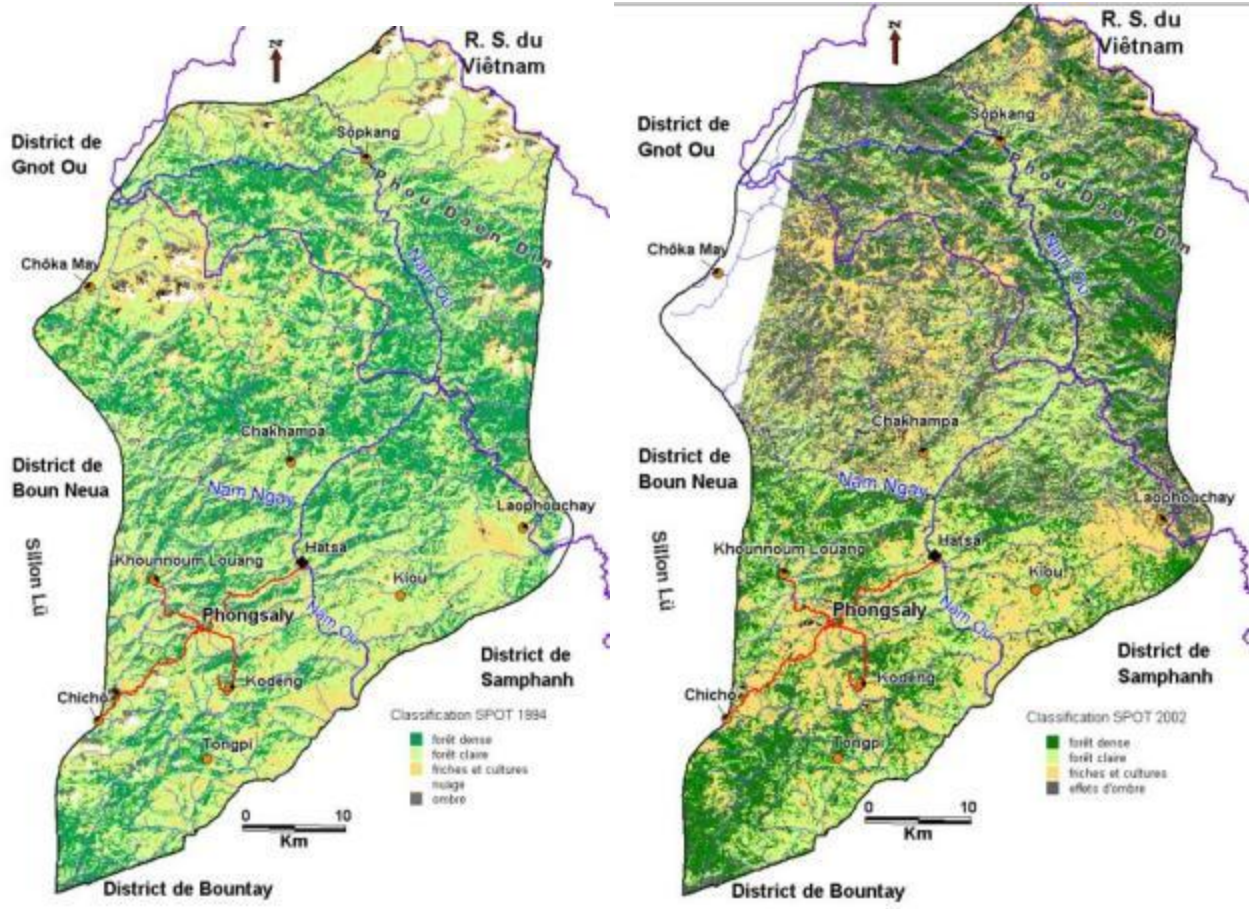 N
R. S. du
Viêtnam
District de
Gnot Ou
Sopkang
Phou Daen Din
Chôka May
Nam Ou
Chakhampa
District de
Boun Neua
Nam Ngay
Laophouchay
Sillon Lü
Hatsa
Khounnoum Louang
Kiou
Phongsaly
Nam Ou
District de
Samphanh
Kodeng
Chicho
Classification SPOT 1994
forêt dense
forêt claire
friches et cultures
nuage
ombre
Tongpi
0 10
Km
District de Bountay
N
R. S. du
Viêtnam
District de
Gnot Ou
Sopkang
Phou Daen Din
Chôka May
Nam Ou
Chakhampa
District de
Boun Neua
Nam Ngay
Laophouchay
Sillon Lü
Hatsa
Khounnoum Louang
Kiou
Phongsaly
Nam Ou
District de
Samphanh
Kodeng
Chicho
Classification SPOT 2002
forêt dense
forêt claire
friches et cultures
effets d'ombre
Tongpi
0 10
Km
District de Bountay